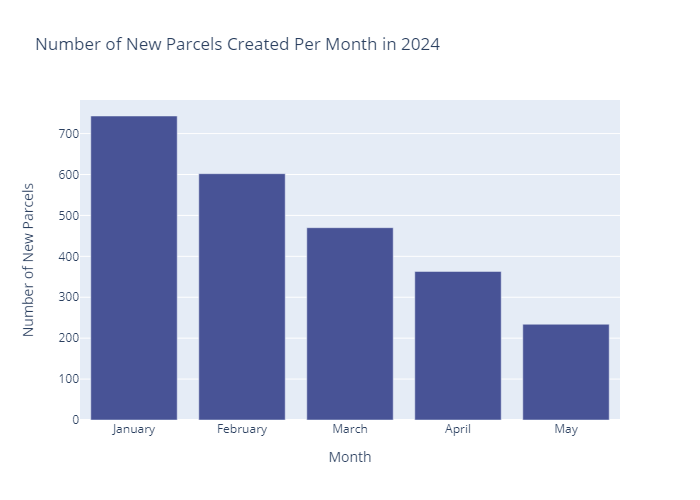 Number of New Parcels Created Per Month in 2024
Number of New Parcels
700
600
500
400
300
200
100
0
January February March April May
Month